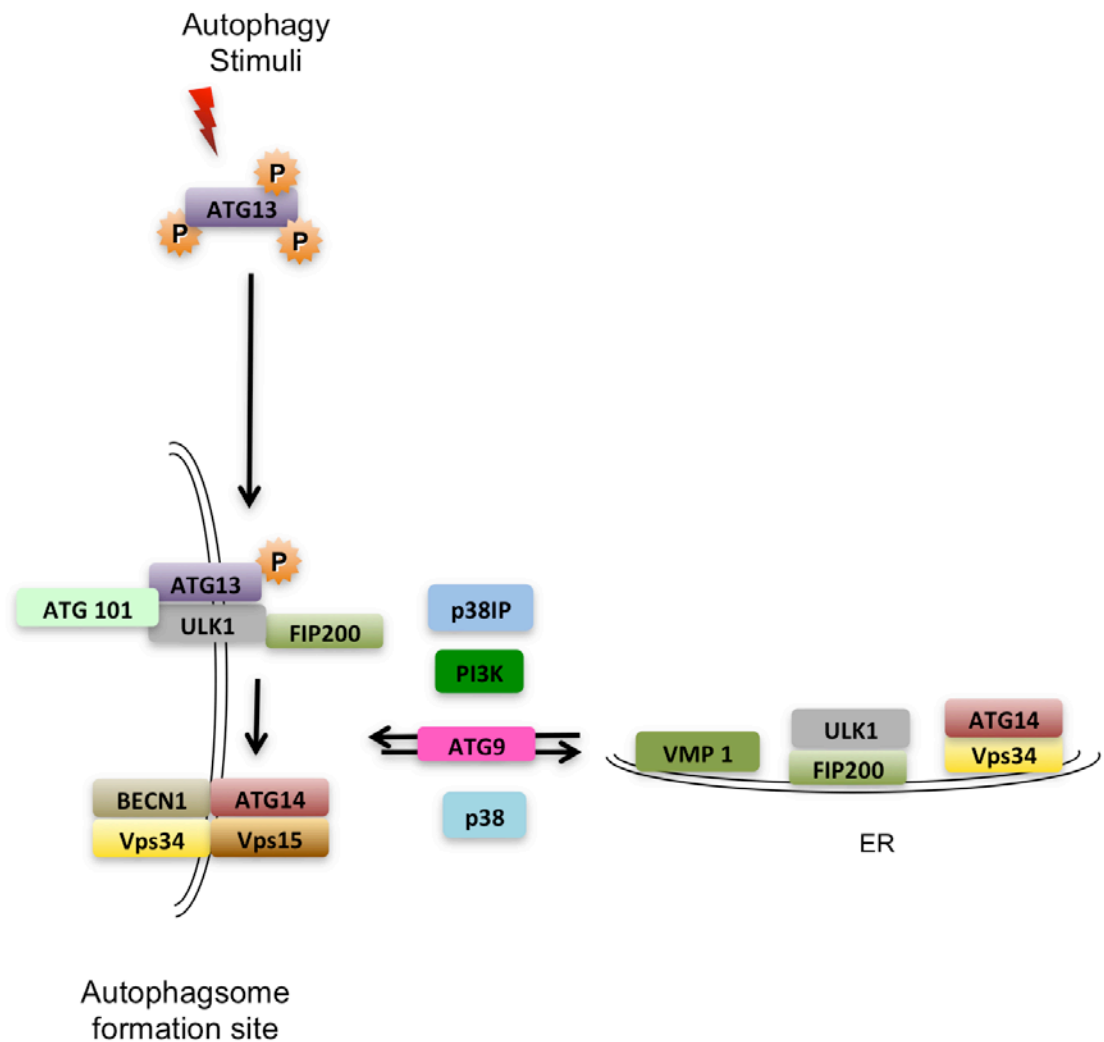 Autophagy
Stimuli
P
ATG13
P
P
P
ATG13
ATG 101
ULK1
FIP200
p38IP
PI3K
ATG9
p38
BECN1
ATG14
Vps34
Vps15
VMP 1
ULK1
FIP200
ATG14
Vps34
ER
Autophagsome
formation site